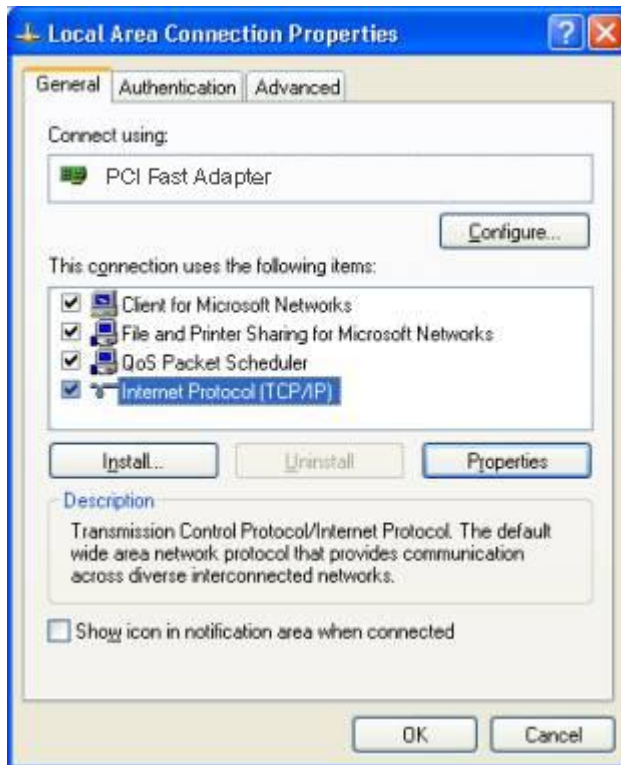 Local Area Connection Properties
General Authentication Advanced
Connect using:
PCI Fast Adapter
Configure...
This connection uses the following items:
Client for Microsoft Networks
File and Printer Sharing for Microsoft Networks
QoS Packet Scheduler
Internet Protocol (TCP/IP)
Install... Uninstall Properties
Description
Transmission Control Protocol/Internet Protocol. The default
wide area network protocol that provides communication
across diverse interconnected networks.
Show icon in notification area when connected
OK Cancel